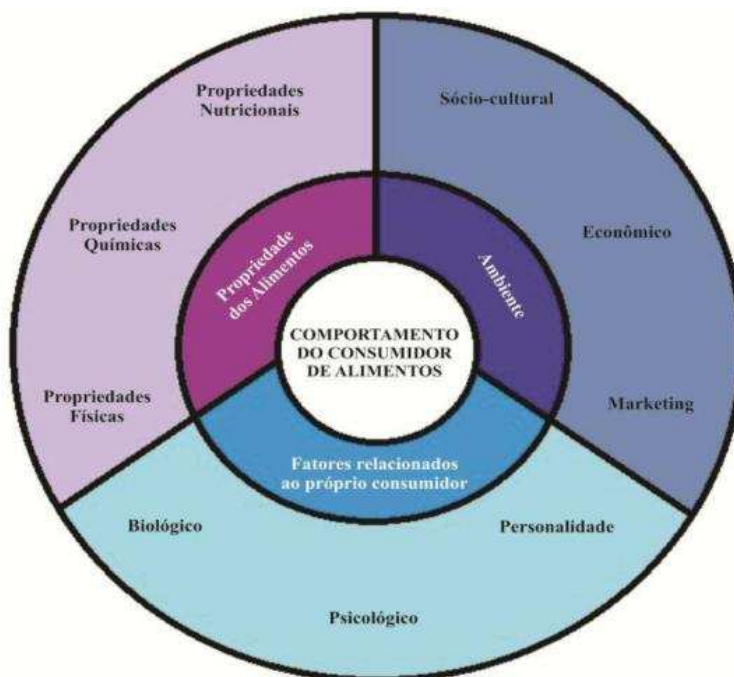 Propriedades
Nutricionais
Sócio-cultural
Propriedades
Químicas
Econômico
Propriedade
dos Alimentos
Ambiente
COMPORTAMENTO
DO CONSUMIDOR
DE ALIMENTOS
Propriedades
Físicas
Marketing
Fatores relacionados
ao próprio consumidor
Biológico
Personalidade
Psicológico